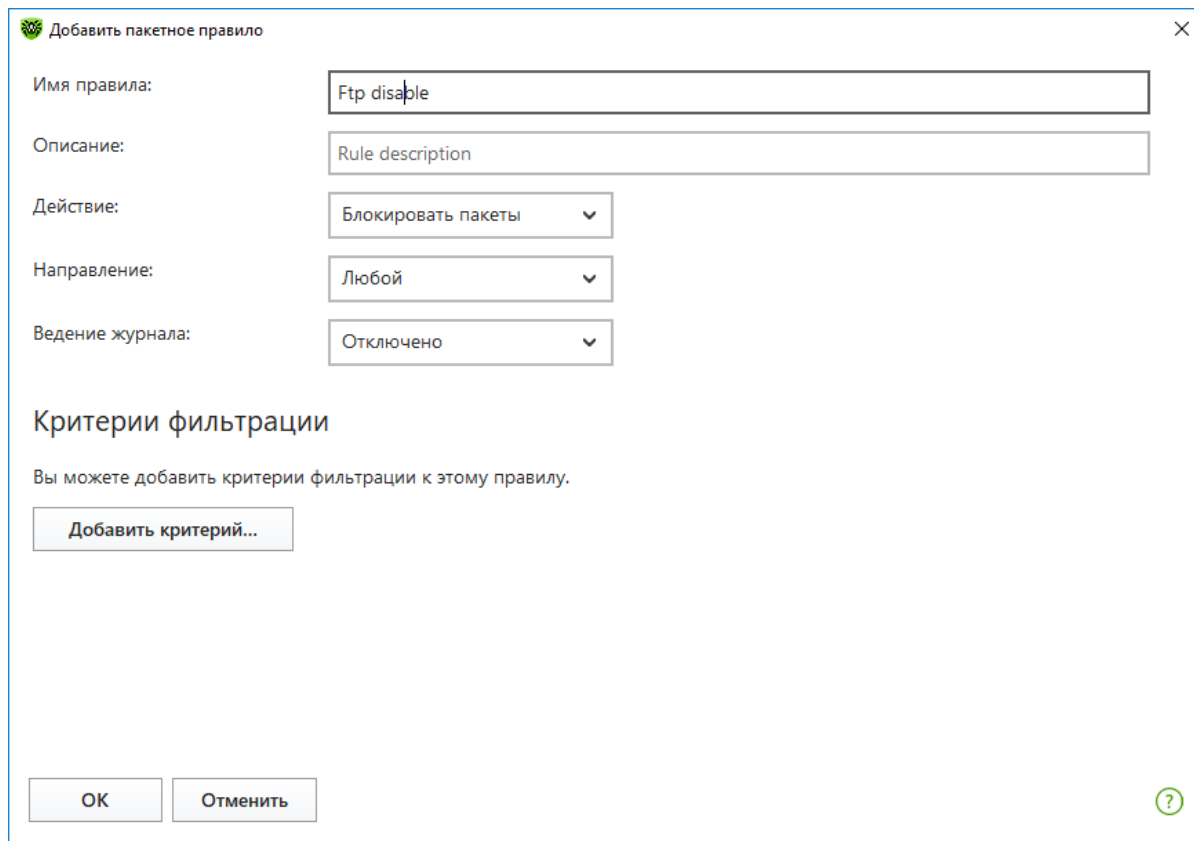 Добавить пакетное правило
Имя правила:
Ftp disable
Описание:
Rule description
Действие:
Блокировать пакеты
Направление:
Любой
Ведение журнала:
Отключено
Критерии фильтрации
Вы можете добавить критерии фильтрации к этому правилу.
Добавить критерий...
ОК
Отменить
?